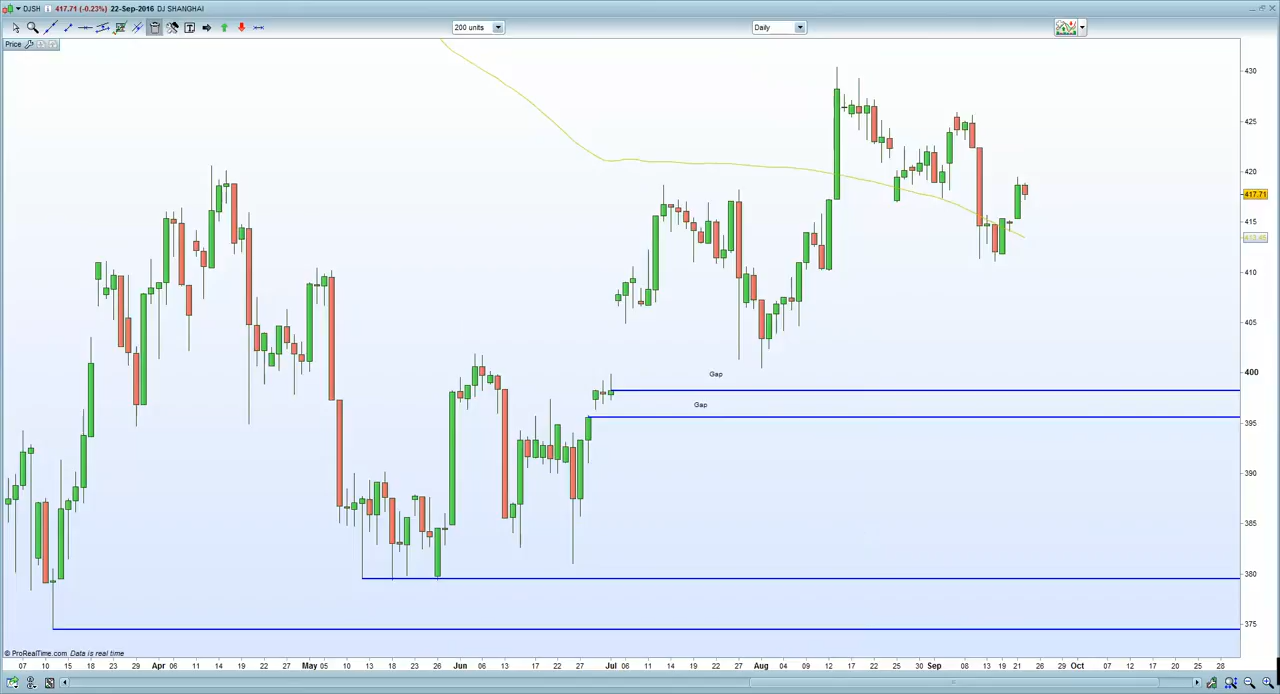 DJSH 417.71 (-0.23%) 22-Sep-2016 DJ SHANGHAI
200 units
Daily
Price
430
425
420
417.71
415
413.45
410
405
400
395
390
385
380
375
Gap
Gap
© ProRealTime.com Data is real time
07 10 15 18 22 29 Apr 06 11 14 19 22 27 May 05 10 13 18 23 26 Jun 06 17 22 27 Jul 06 11 14 19 22 27 Aug 04 09 12 17 22 25 30 Sep 08 13 19 21 26 29 Oct 07 12 17 20 25 28